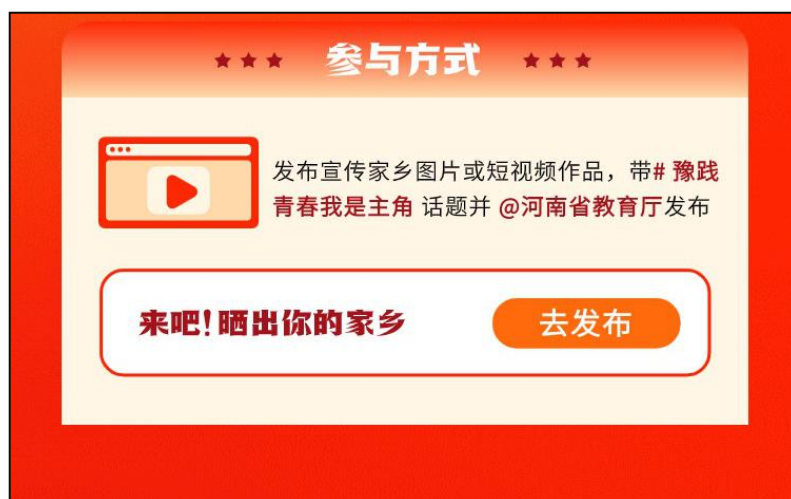 参与方式
发布宣传家乡图片或短视频作品，带# 豫践
青春我是主角 话题并 @河南省教育厅发布
来吧！晒出你的家乡
去发布